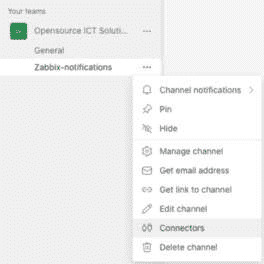 Your teams
Opensource ICT Soluti...
General
Zabbix-notifications
Channel notifications
Pin
Hide
Manage channel
Get email address
Get link to channel
Edit channel
Connectors
Delete channel